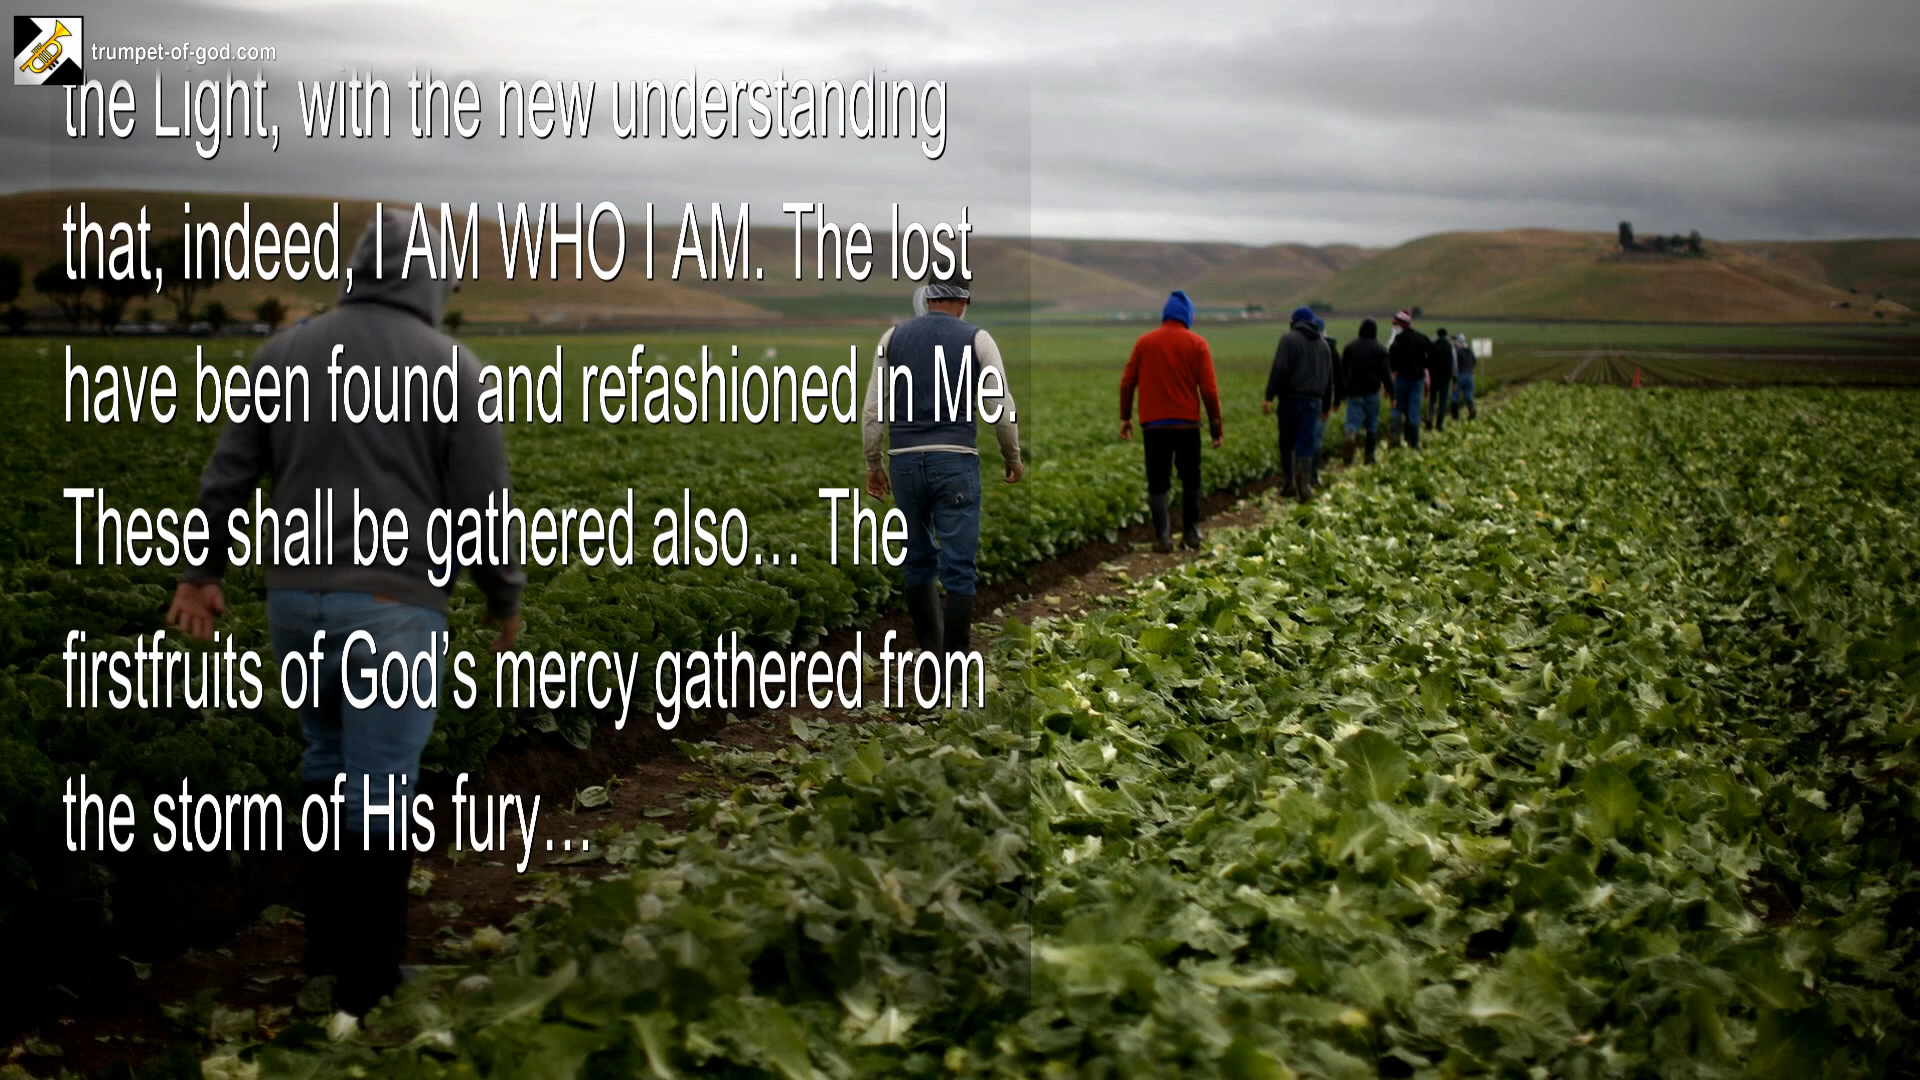 trumpet-of-god.com
the Light, with the new understanding
that, indeed, I AM WHO I AM. The lost
have been found and refashioned in Me.
These shall be gathered also… The
firstfruits of God’s mercy gathered from
the storm of His fury…